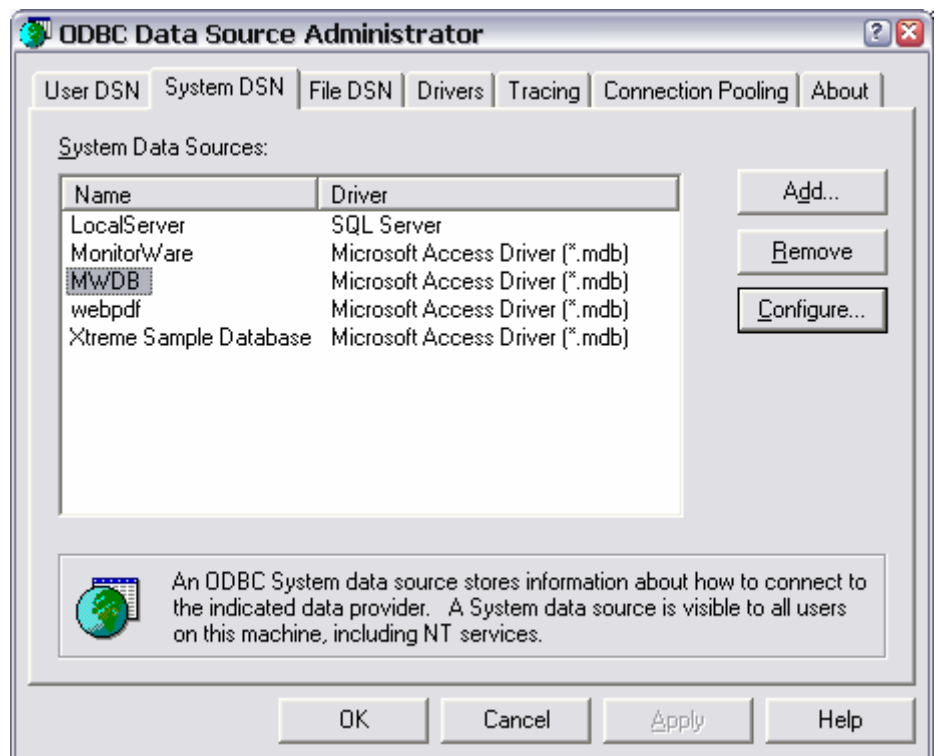 ODBC Data Source Administrator
User DSN System DSN File DSN Drivers Tracing Connection Pooling About
System Data Sources:
Name Driver
LocalServer SQL Server
MonitorWare Microsoft Access Driver (*.mdb)
MWDB Microsoft Access Driver (*.mdb)
webpdf Microsoft Access Driver (*.mdb)
Xtreme Sample Database Microsoft Access Driver (*.mdb)
Add...
Remove
Configure...
An ODBC System data source stores information about how to connect to
the indicated data provider. A System data source is visible to all users
on this machine, including NT services.
OK Cancel Apply Help